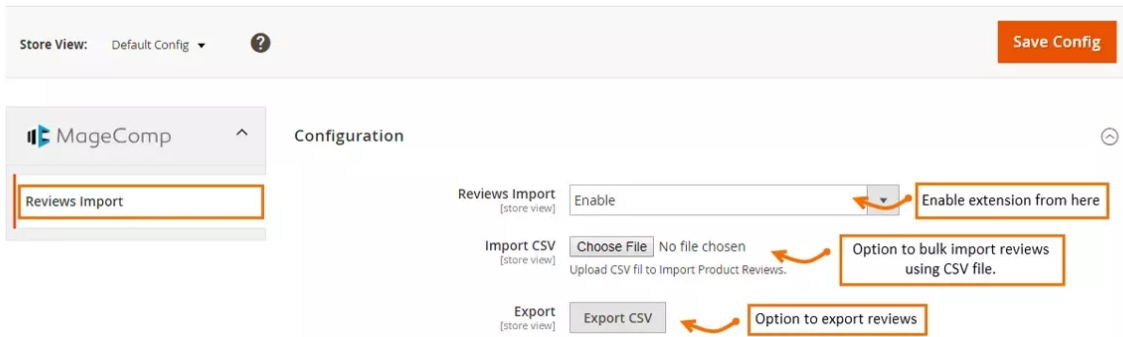 Store View: Default Config
?
Save Config
MageComp
Configuration
Reviews Import
Reviews Import
[store view]
Enable
Enable extension from here
Import CSV
[store view]
Choose File No file chosen
Upload CSV fil to Import Product Reviews.
Option to bulk import reviews
using CSV file.
Export
[store view]
Export CSV
Option to export reviews